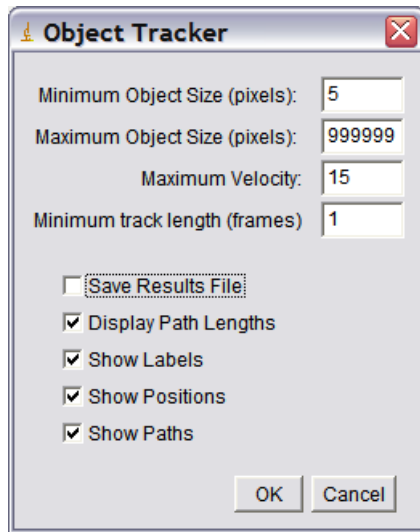 Object Tracker
Minimum Object Size (pixels): 5
Maximum Object Size (pixels): 999999
Maximum Velocity: 15
Minimum track length (frames) 1
Save Results File
Display Path Lengths
Show Labels
Show Positions
Show Paths
OK Cancel